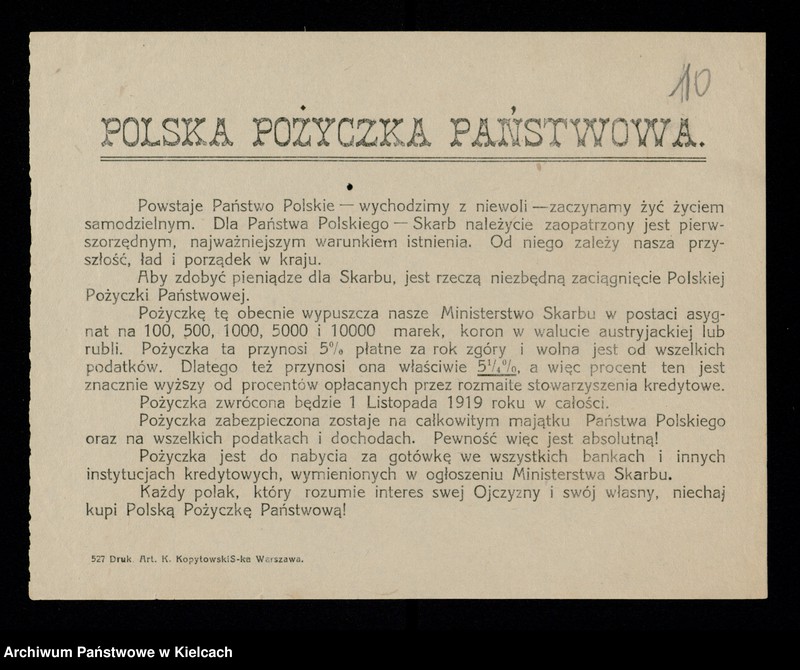 110
POLSKA POŻYCZKA PAŃSTWOWA.
Powstaje Państwo Polskie — wychodzimy z niewoli — zaczynamy żyć życiem
samodzielnym. Dla Państwa Polskiego — Skarb należycie zaopatrzony jest pierw-
szorzędnym, najważniejszym warunkiem istnienia. Od niego zależy nasza przy-
szłość, ład i porządek w kraju.
Aby zdobyć pieniądze dla Skarbu, jest rzeczą niezbędną zaciągnięcie Polskiej
Pożyczki Państwowej.
Pożyczkę tę obecnie wypuszcza nasze Ministerstwo Skarbu w postaci asyg-
nat na 100, 500, 1000, 5000 i 10000 marek, koron w walucie austryjackiej lub
rubli. Pożyczka ta przynosi 5% płatne za rok zgóry i wolna jest od wszelkich
podatków. Dlatego też przynosi ona właściwie 5¼%, a więc procent ten jest
znacznie wyższy od procentów opłacanych przez rozmaite stowarzyszenia kredytowe.
Pożyczka zwrócona będzie 1 Listopada 1919 roku w całości.
Pożyczka zabezpieczona zostaje na całkowitym majątku Państwa Polskiego
oraz na wszelkich podatkach i dochodach. Pewność więc jest absolutną!
Pożyczka jest do nabycia za gotówkę we wszystkich bankach i innych
instytucjach kredytowych, wymienionych w ogłoszeniu Ministerstwa Skarbu.
Każdy polak, który rozumie interes swej Ojczyzny i swój własny, niechaj
kupi Polską Pożyczkę Państwową!
527 Druk. Art. K. KopytowskiS-ka Warszawa.
Archiwum Państwowe w Kielcach